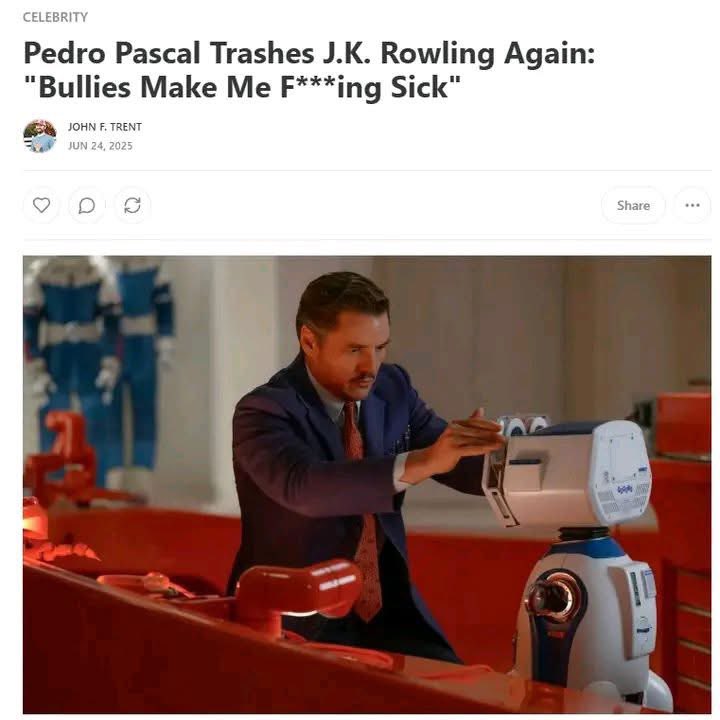 CELEBRITY
Pedro Pascal Trashes J.K. Rowling Again:
"Bullies Make Me F***ing Sick"
JOHN F. TRENT
JUN 24, 2025
Share